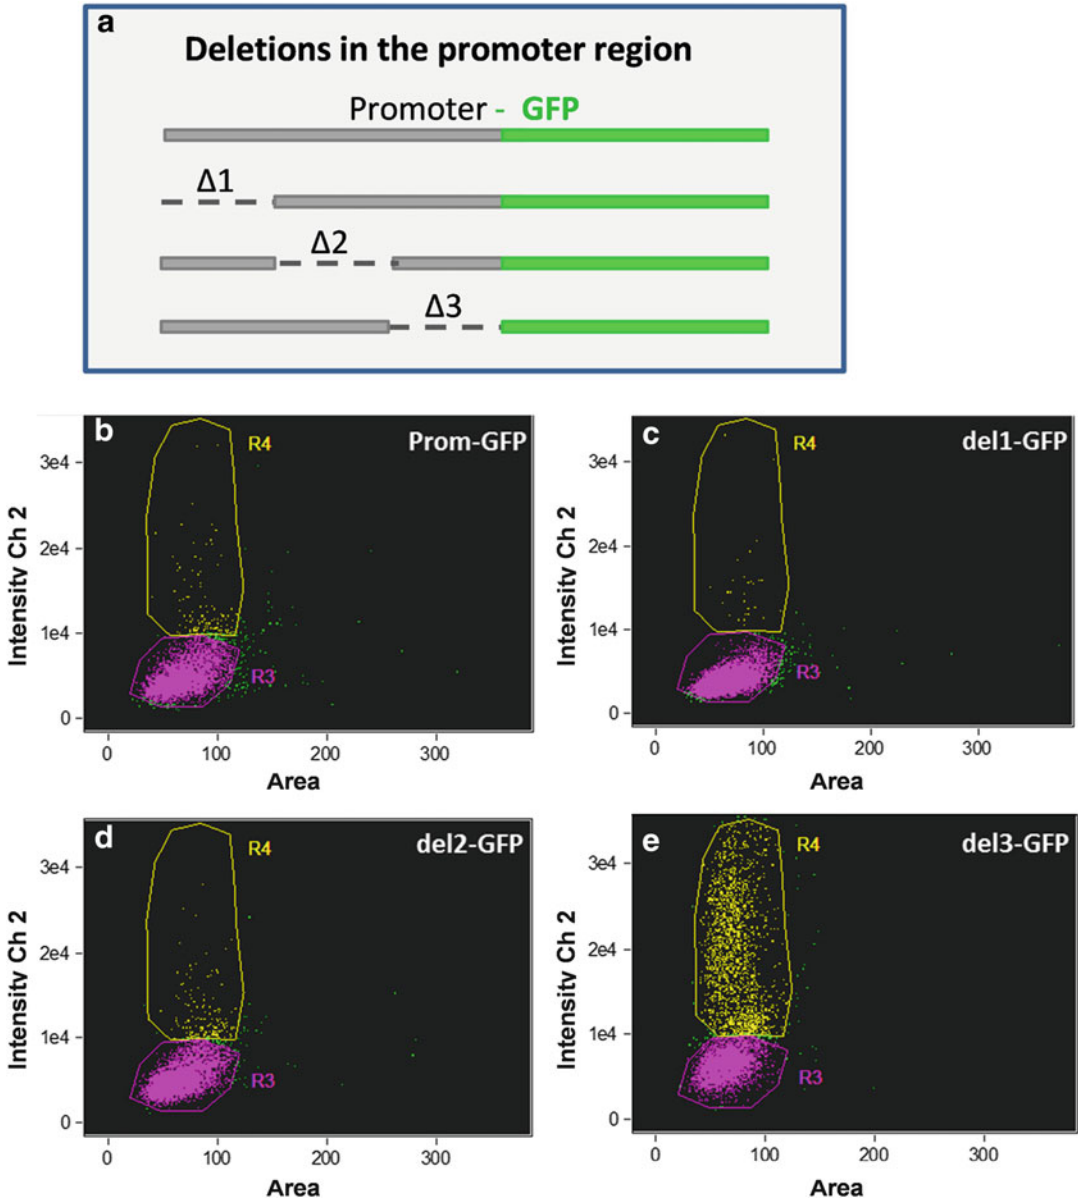 a
Deletions in the promoter region
Promoter - GFP
Δ1
Δ2
Δ3
b
Prom-GFP
R4
R3
Intensity Ch 2
3e4
2e4
1e4
0
0 100 200 300
Area
c
del1-GFP
R4
R3
Intensity Ch 2
3e4
2e4
1e4
0
0 100 200 300
Area
d
del2-GFP
R4
R3
Intensity Ch 2
3e4
2e4
1e4
0
0 100 200 300
Area
e
del3-GFP
R4
R3
Intensity Ch 2
3e4
2e4
1e4
0
0 100 200 300
Area